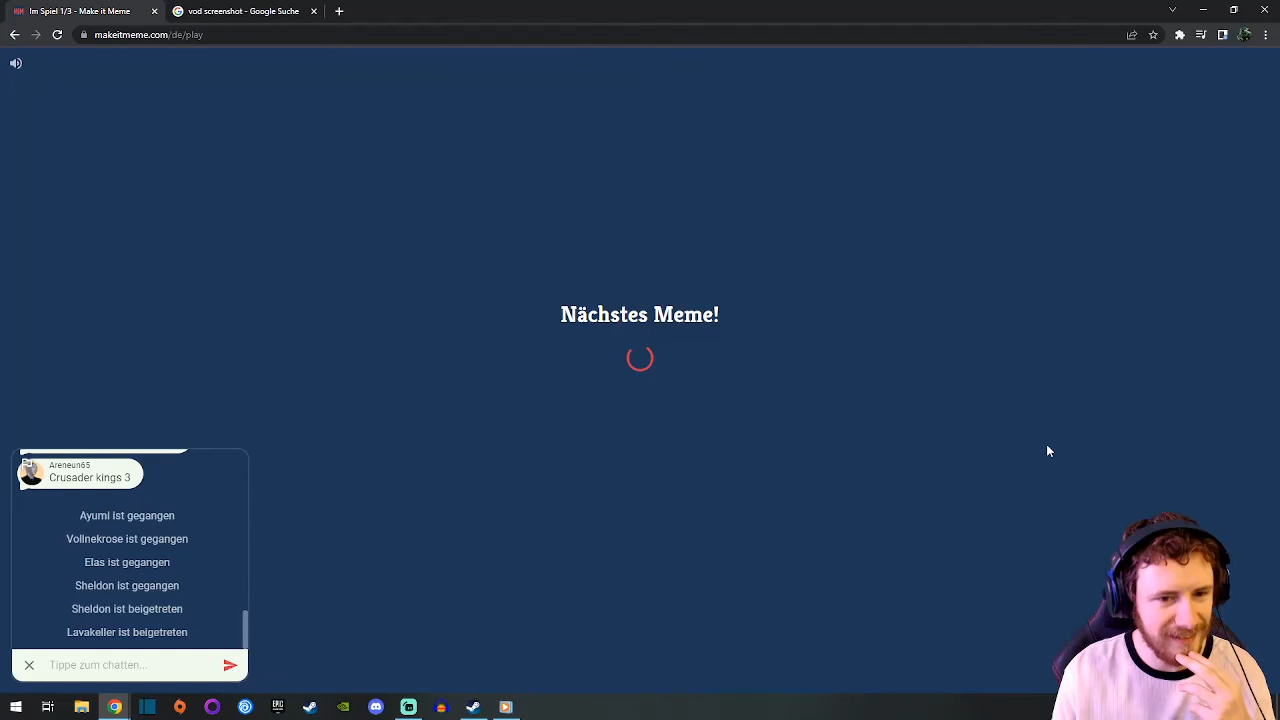 Im Spiel 1/3 - Make it Meme
vod screenshot - Google Suche
makeitmeme.com/de/play
Nächstes Meme!
Areneun65
Crusader kings 3
Ayumi ist gegangen
Vollnekrose ist gegangen
Elas ist gegangen
Sheldon ist gegangen
Sheldon ist beigetreten
Lavakeller ist beigetreten
Tippe zum chatten...
EPIC